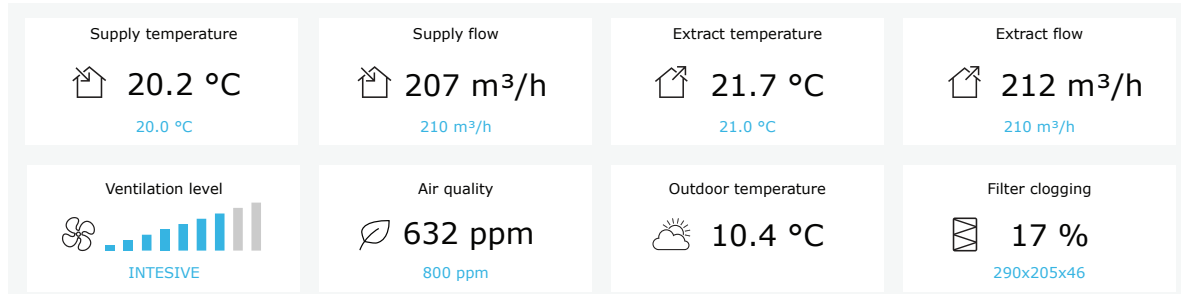 Supply temperature
20.2 °C
20.0 °C
Supply flow
207 m³/h
210 m³/h
Extract temperature
21.7 °C
21.0 °C
Extract flow
212 m³/h
210 m³/h
Ventilation level
INTESIVE
Air quality
632 ppm
800 ppm
Outdoor temperature
10.4 °C
Filter clogging
17 %
290x205x46